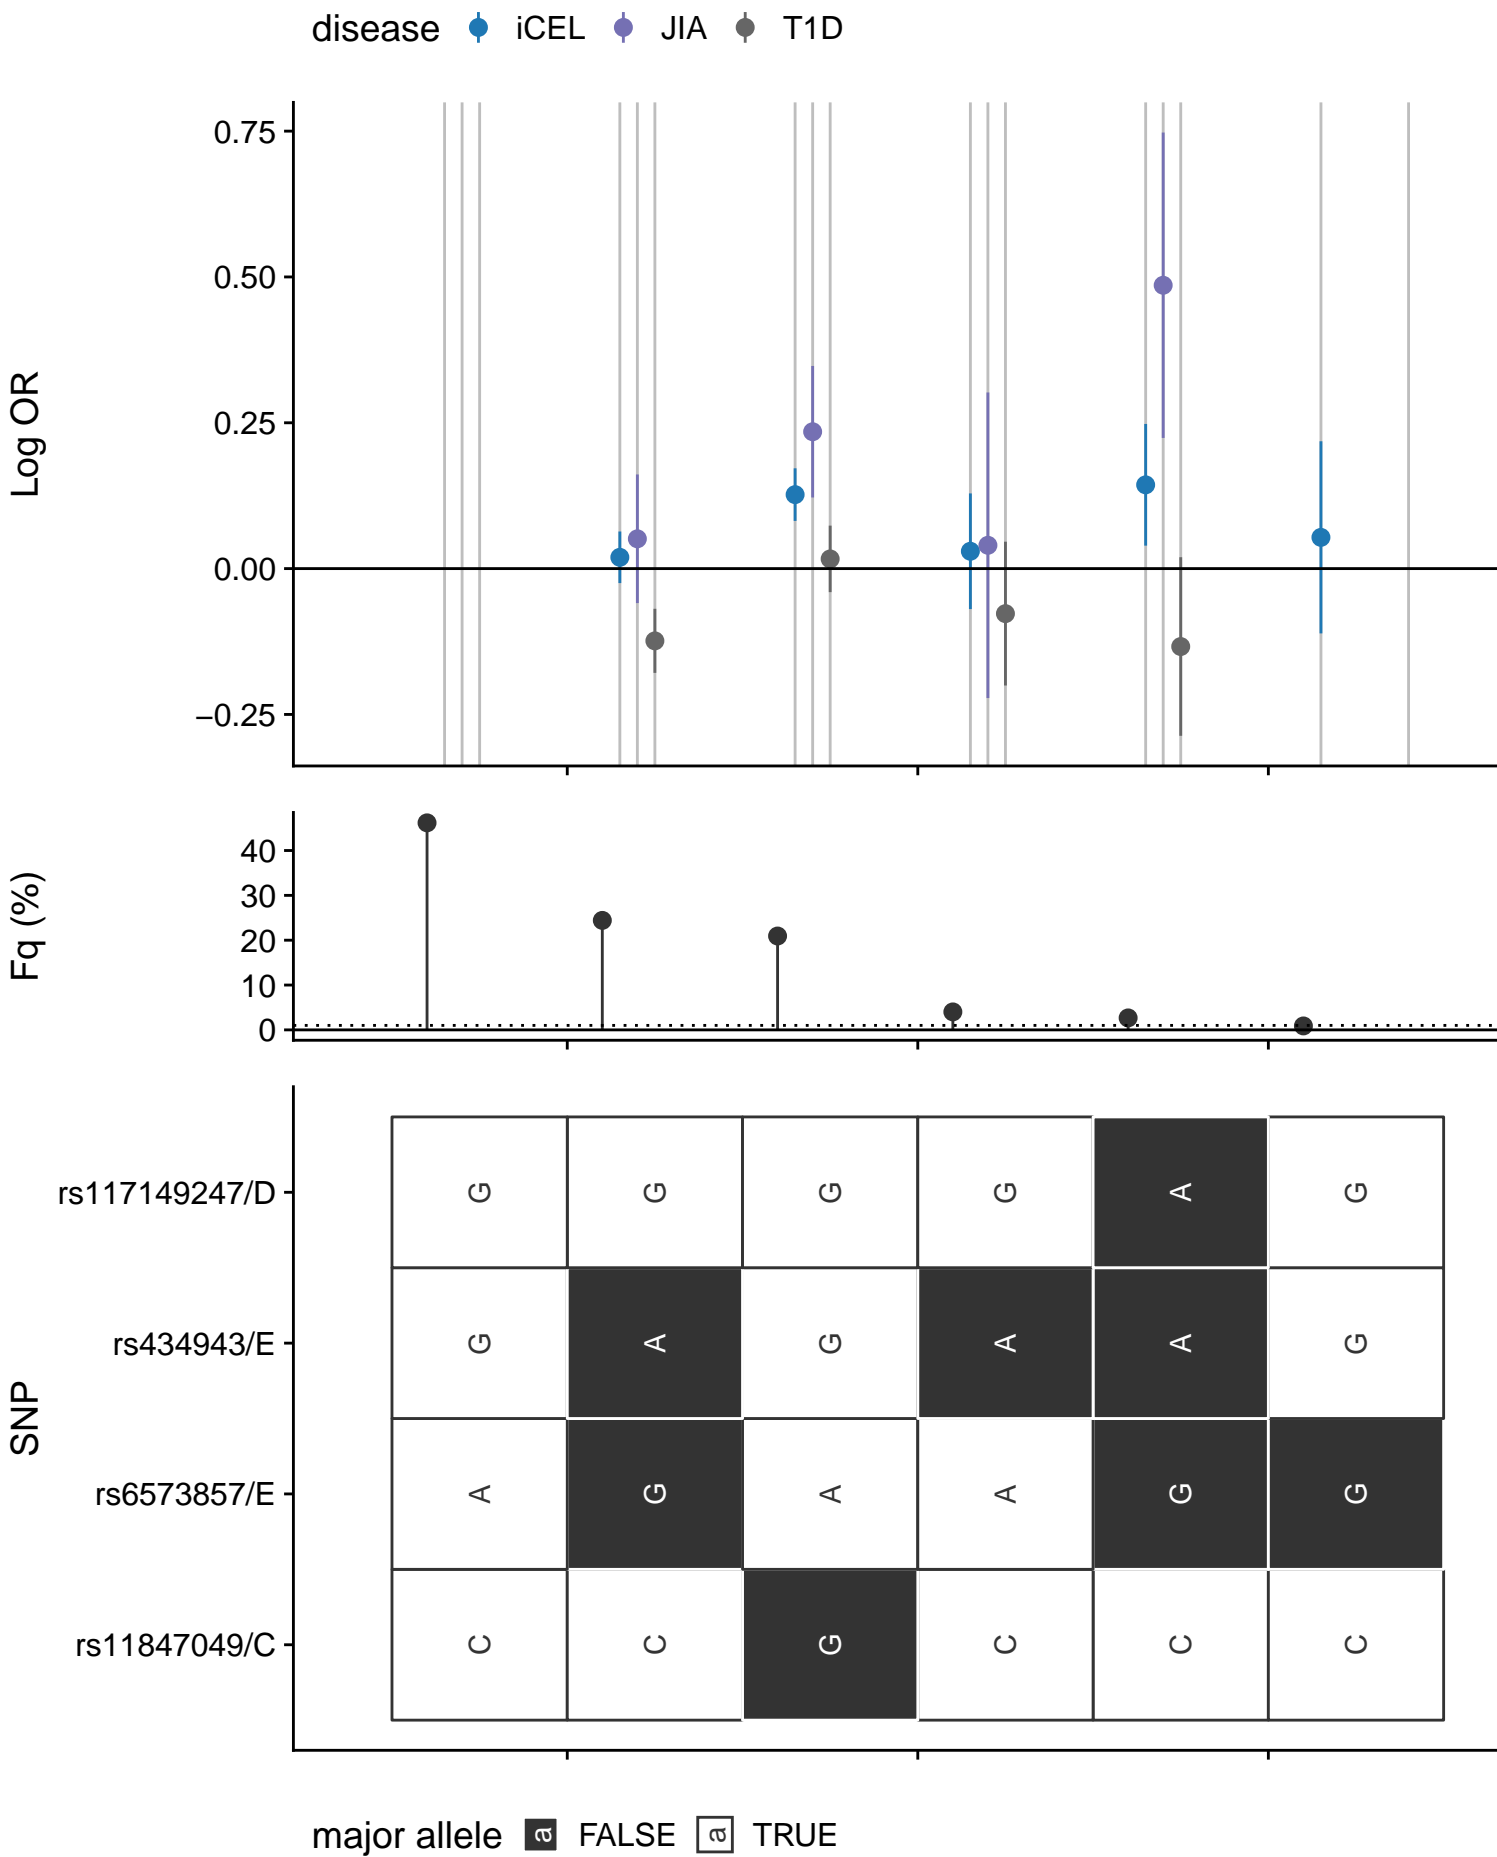 disease iCEL JIA T1D
Log OR
0.75
0.50
0.25
0.00
−0.25
Fq (%)
40
30
20
10
0
SNP
rs117149247/D G G G G A G
rs434943/E G A G A A G
rs6573857/E A G A A G G
rs11847049/C C C G C C C
major allele a FALSE a TRUE